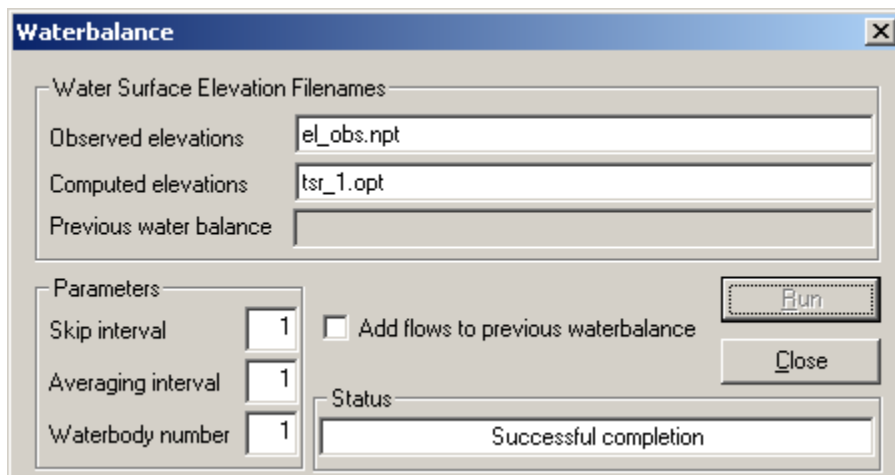 Waterbalance
Water Surface Elevation Filenames
Observed elevations el_obs.npt
Computed elevations tsr_1.opt
Previous water balance
Parameters
Skip interval 1
Averaging interval 1
Waterbody number 1
Add flows to previous waterbalance
Run
Close
Status
Successful completion